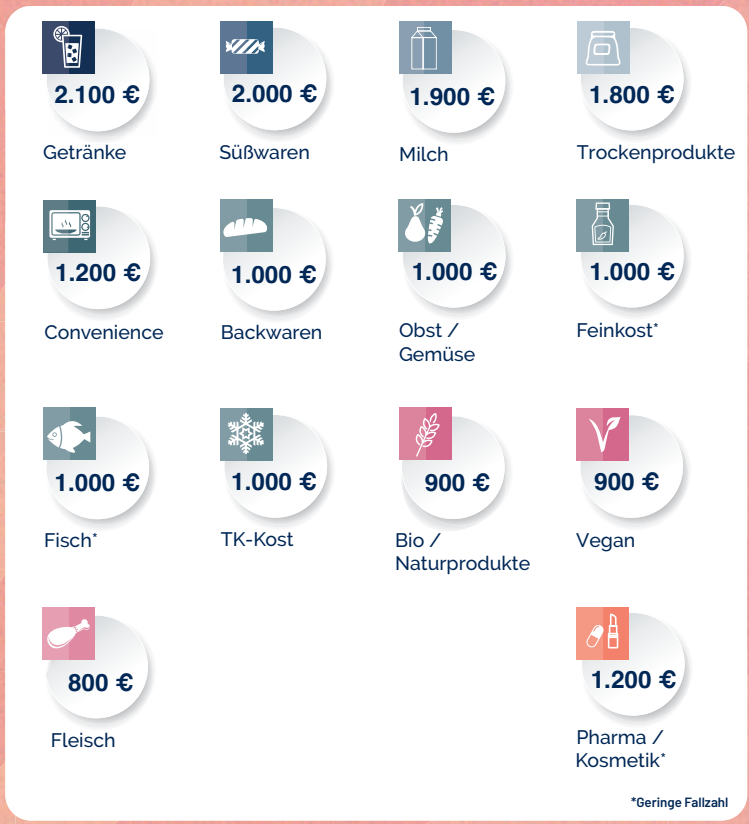 2.100 €
2.000 €
1.900 €
1.800 €
Getränke
Süßwaren
Milch
Trockenprodukte
1.200 €
1.000 €
1.000 €
1.000 €
Convenience
Backwaren
Obst /
Gemüse
Feinkost*
1.000 €
1.000 €
900 €
900 €
Fisch*
TK-Kost
Bio /
Naturprodukte
Vegan
800 €
1.200 €
Fleisch
Pharma /
Kosmetik*
*Geringe Fallzahl